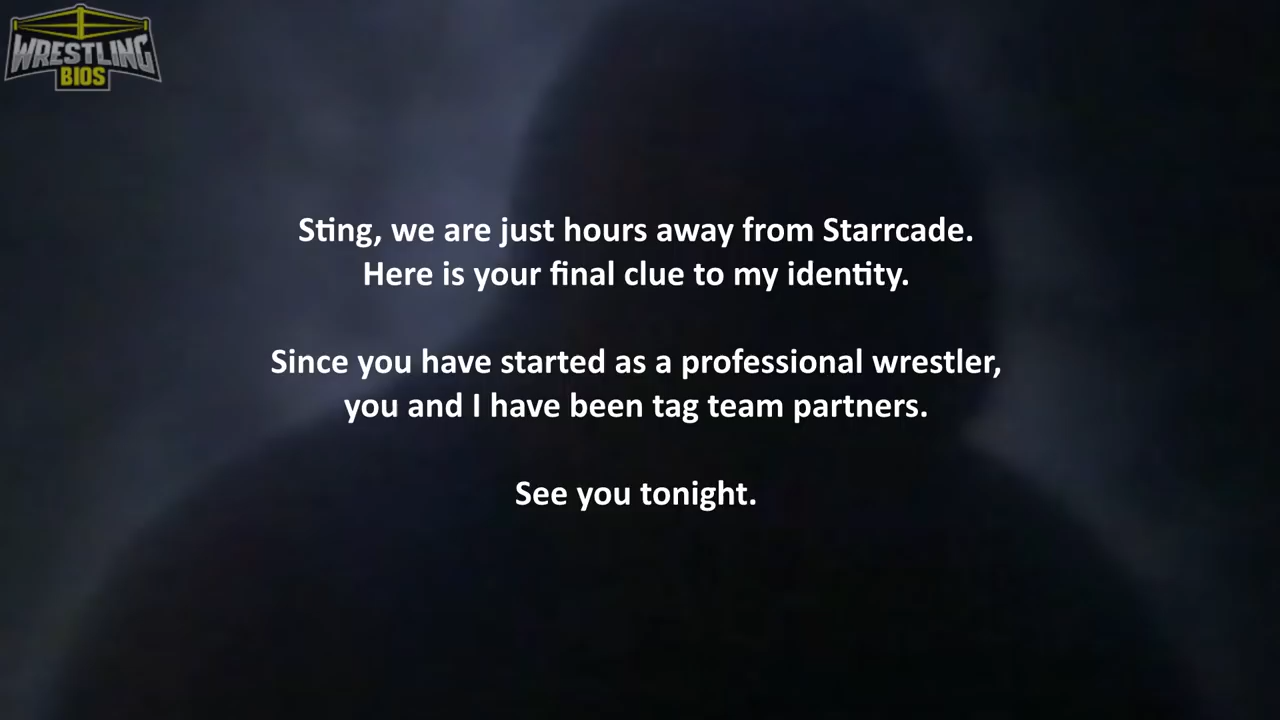 WRESTLING
BIOS
Sting, we are just hours away from Starrcade.
Here is your final clue to my identity.
Since you have started as a professional wrestler,
you and I have been tag team partners.
See you tonight.